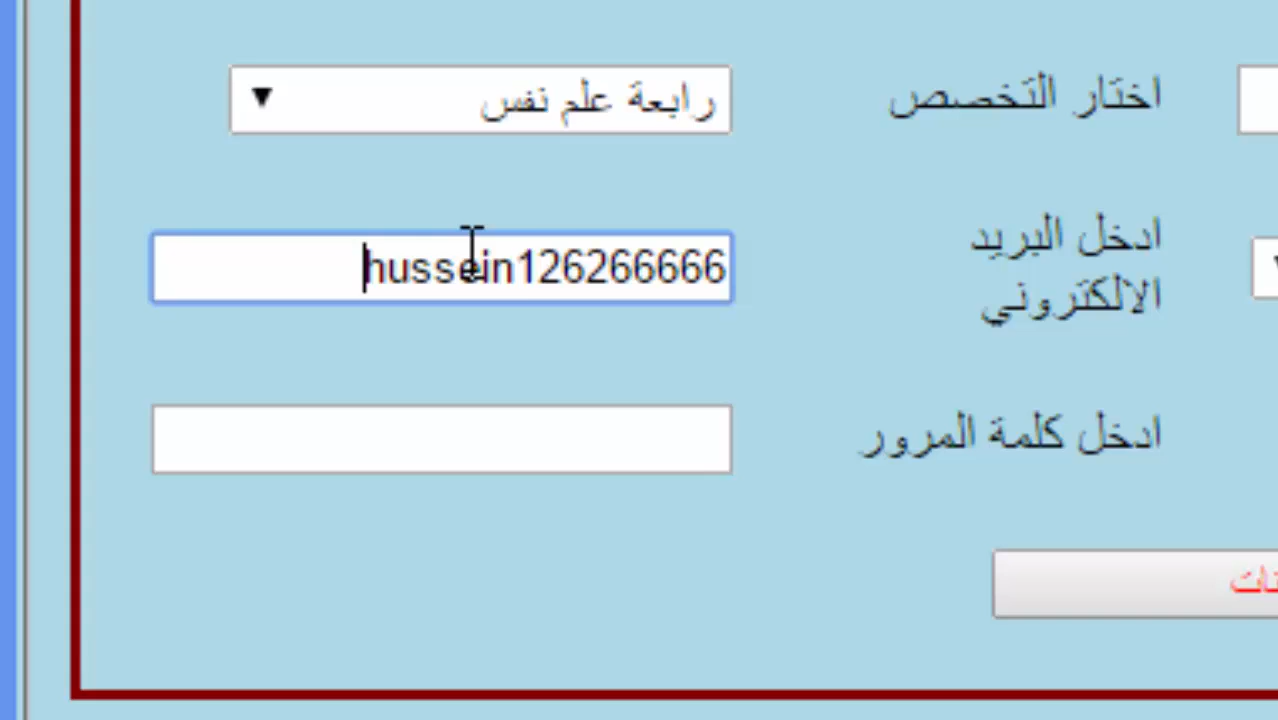 اختار التخصص
رابعة علم نفس
ادخل البريد
الالكتروني
hussein126266666
ادخل كلمة المرور